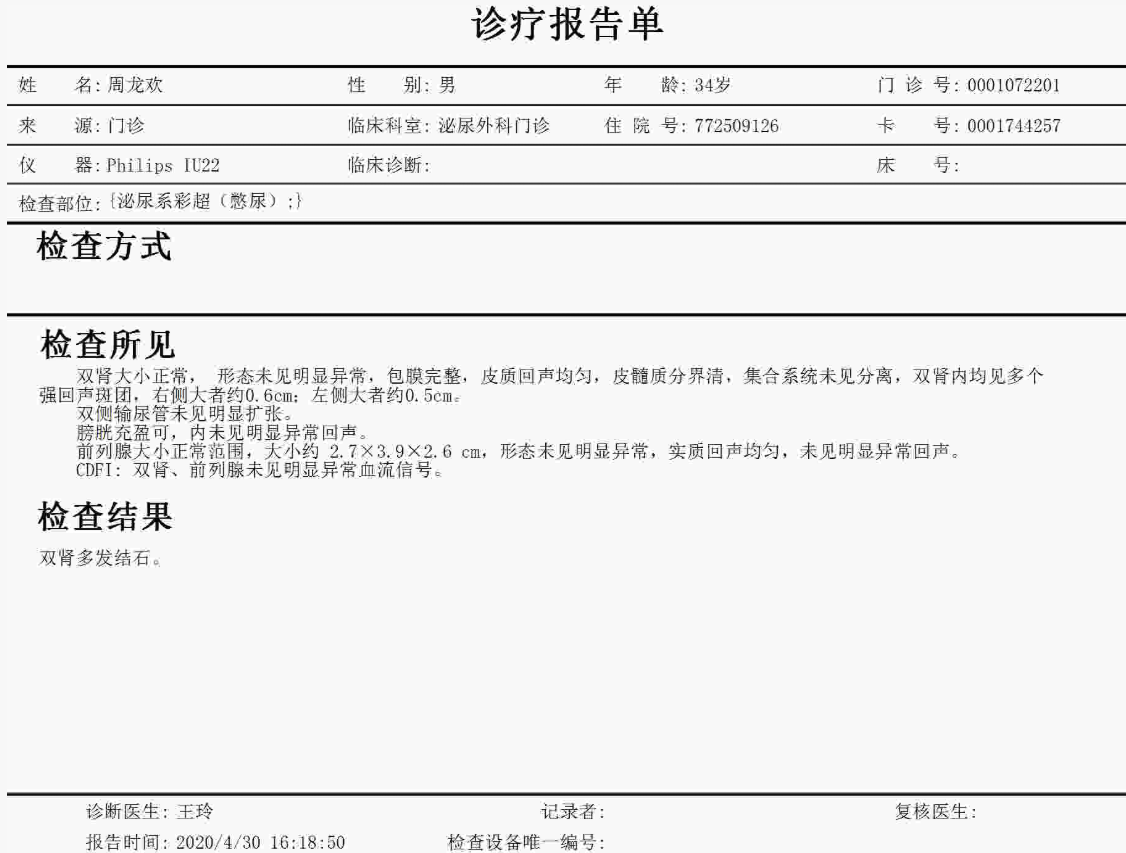 诊疗报告单
姓 名: 周龙欢 性 别: 男 年 龄: 34岁 门 诊 号: 0001072201
来 源: 门诊 临床科室: 泌尿外科门诊 住 院 号: 772509126 卡 号: 0001744257
仪 器: Philips IU22 临床诊断: 床 号:
检查部位: {泌尿系彩超（憋尿）;}
检查方式
检查所见
双肾大小正常， 形态未见明显异常，包膜完整，皮质回声均匀，皮髓质分界清，集合系统未见分离，双肾内均见多个
强回声斑团，右侧大者约0.6cm；左侧大者约0.5cm。
双侧输尿管未见明显扩张。
膀胱充盈可，内未见明显异常回声。
前列腺大小正常范围，大小约 2.7×3.9×2.6 cm，形态未见明显异常，实质回声均匀，未见明显异常回声。
CDFI: 双肾、前列腺未见明显异常血流信号。
检查结果
双肾多发结石。
诊断医生: 王玲 记录者: 复核医生:
报告时间: 2020/4/30 16:18:50 检查设备唯一编号: